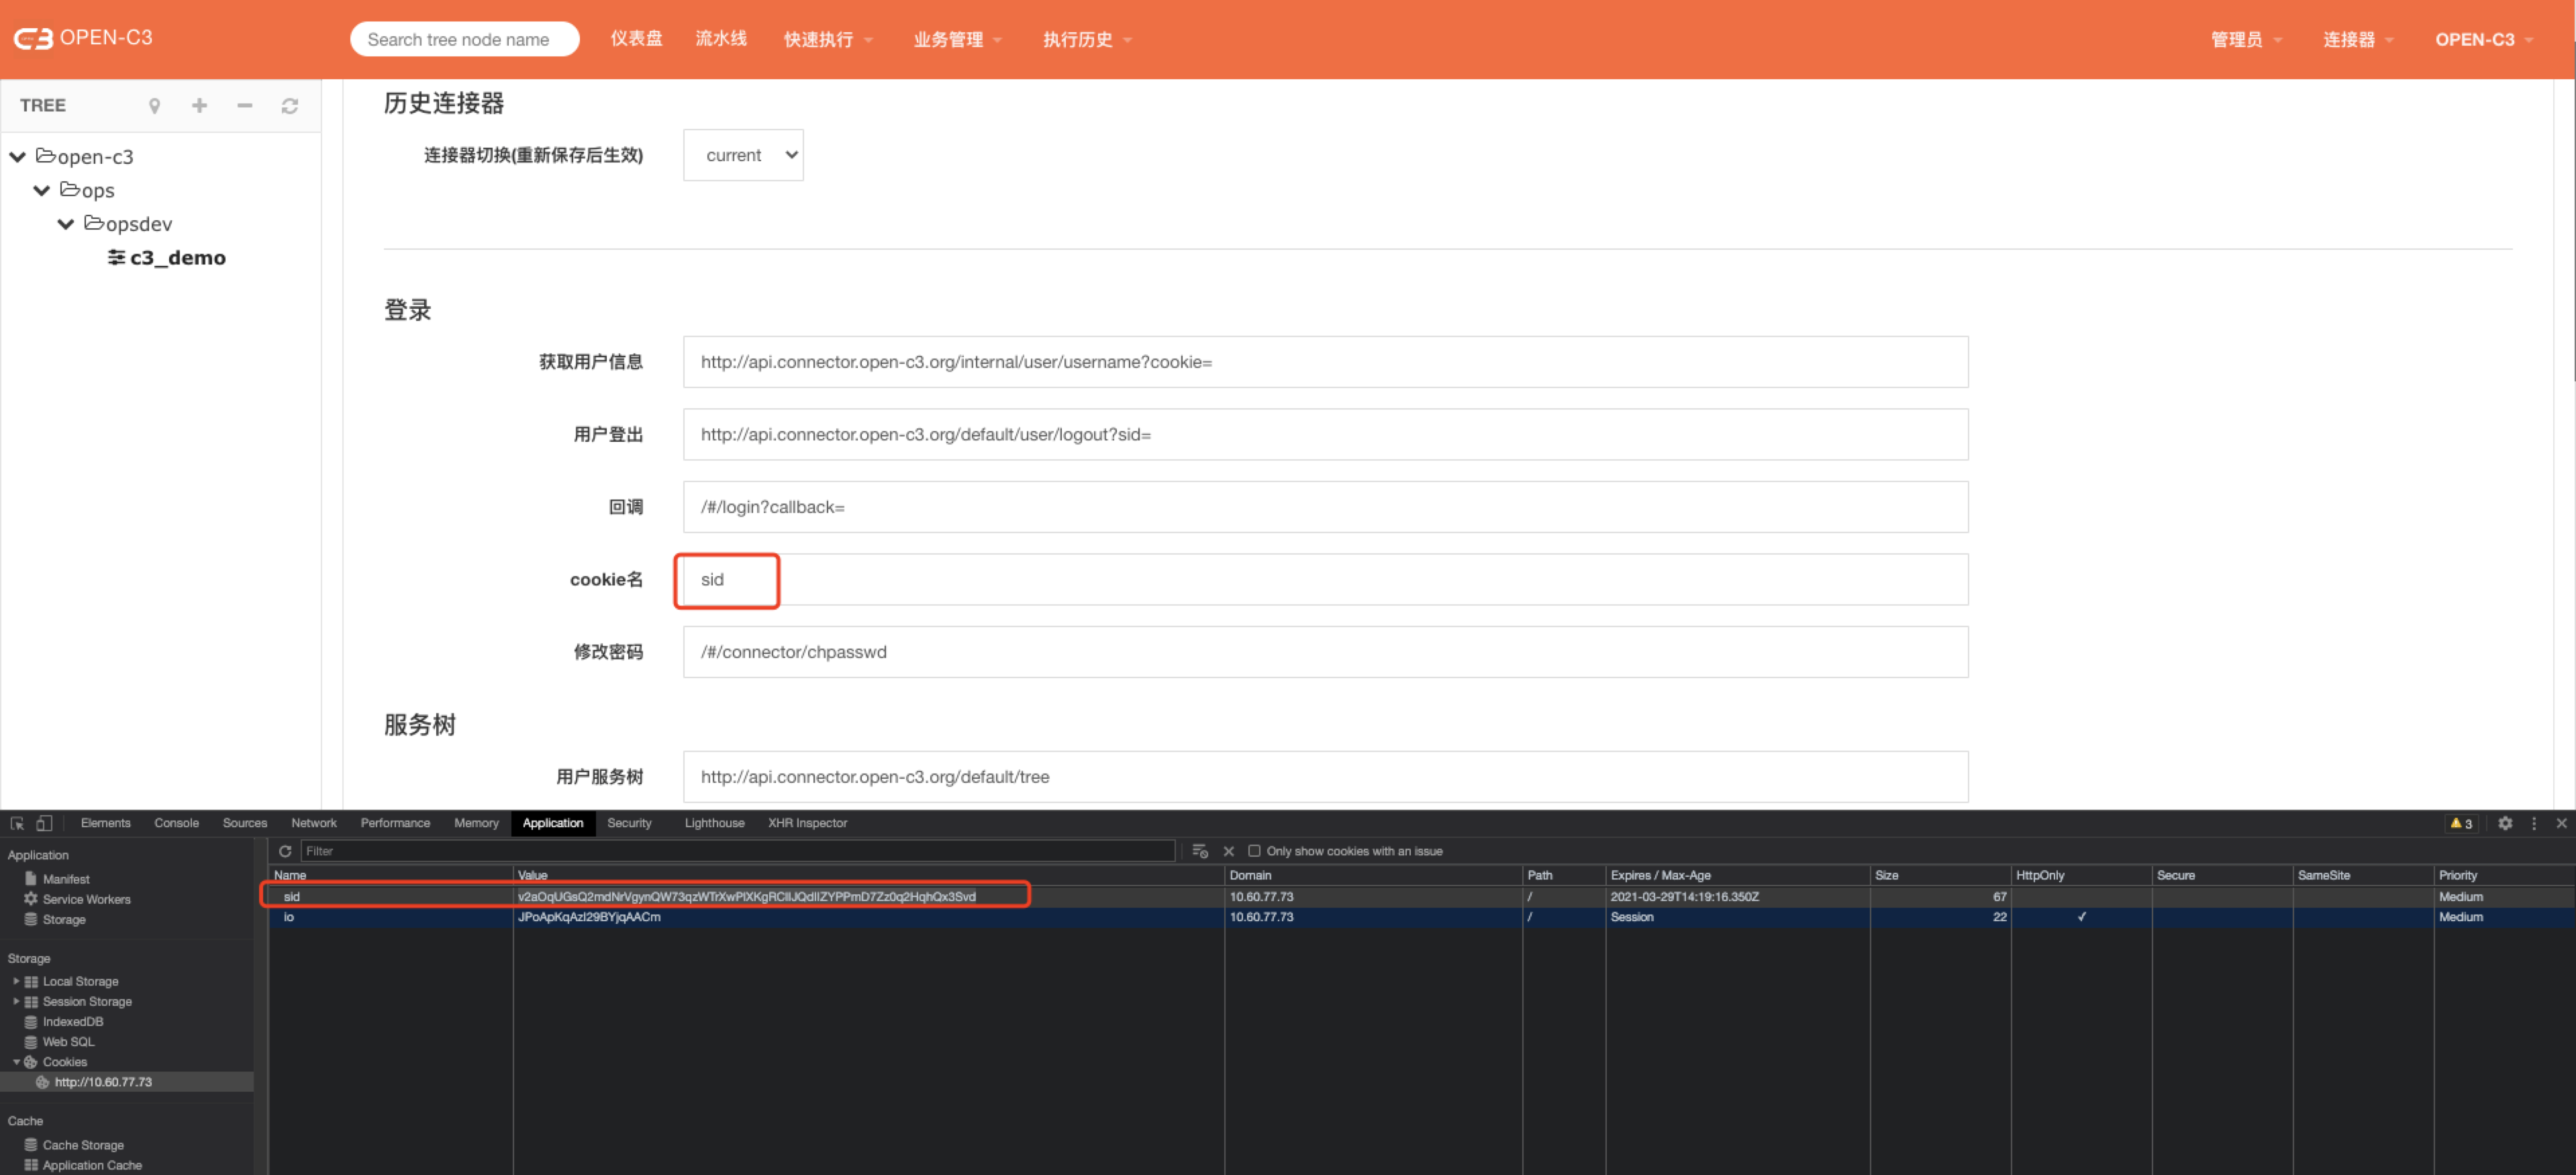 C3 OPEN-C3
Search tree node name
仪表盘 流水线 快速执行 业务管理 执行历史
管理员 连接器 OPEN-C3
TREE
open-c3
ops
opsdev
c3_demo
历史连接器
连接器切换(重新保存后生效) current
登录
获取用户信息 http://api.connector.open-c3.org/internal/user/username?cookie=
用户登出 http://api.connector.open-c3.org/default/user/logout?sid=
回调 /#/login?callback=
cookie名 sid
修改密码 /#/connector/chpasswd
服务树
用户服务树 http://api.connector.open-c3.org/default/tree
Elements Console Sources Network Performance Memory Application Security Lighthouse XHR Inspector 3
Application
Manifest
Service Workers
Storage
Storage
Local Storage
Session Storage
IndexedDB
Web SQL
Cookies
http://10.60.77.73
Cache
Cache Storage
Application Cache
Filter Only show cookies with an issue
Name Value Domain Path Expires / Max-Age Size HttpOnly Secure SameSite Priority
sid 10.60.77.73 / 2021-03-29T14:19:16.350Z 67 Medium
io 10.60.77.73 / Session 22 ✓ Medium